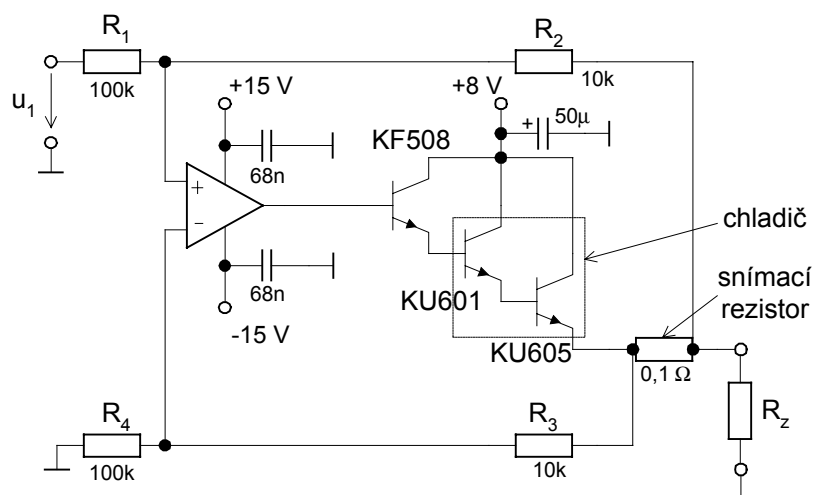 R1
R2
100k
10k
u1
+15 V
+8 V
+
50µ
KF508
68n
+
−
chladič
68n
KU601
snímací
rezistor
-15 V
KU605
0,1 Ω
R4
R3
Rz
100k
10k